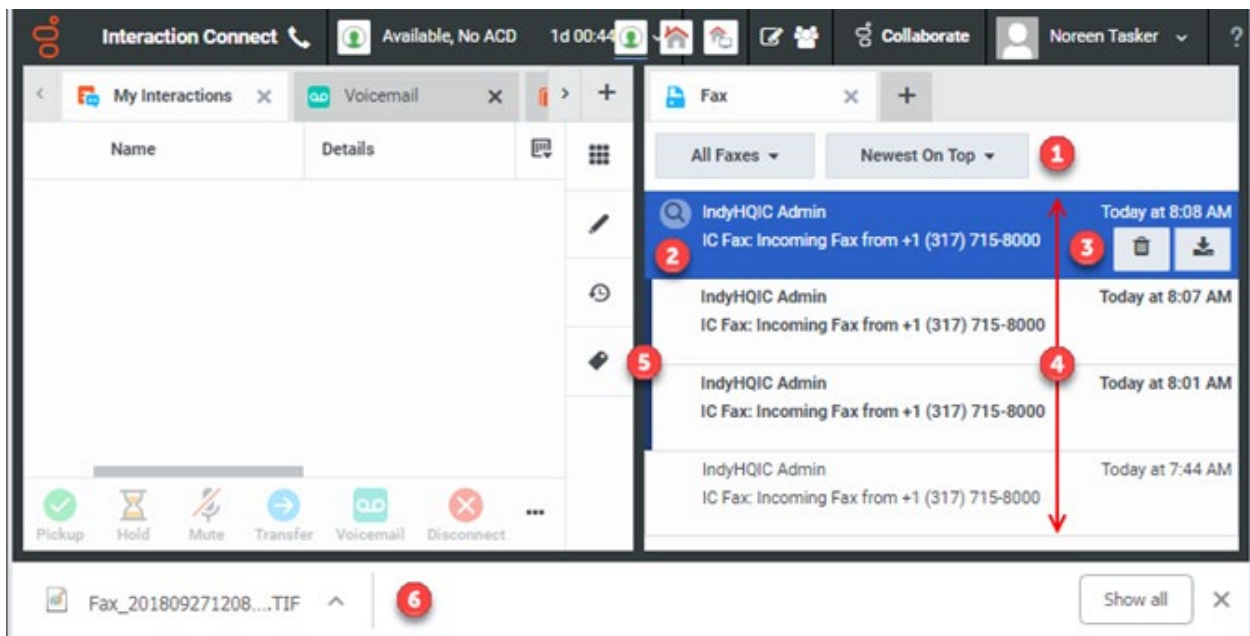 Interaction Connect Available, No ACD 1d 00:44 Collaborate Noreen Tasker ?
My Interactions Voicemail
Fax
Name Details
All Faxes Newest On Top 1
IndyHQIC Admin Today at 8:08 AM
IC Fax: Incoming Fax from +1 (317) 715-8000
2
3
IndyHQIC Admin Today at 8:07 AM
IC Fax: Incoming Fax from +1 (317) 715-8000
5
4
IndyHQIC Admin Today at 8:01 AM
IC Fax: Incoming Fax from +1 (317) 715-8000
IndyHQIC Admin Today at 7:44 AM
IC Fax: Incoming Fax from +1 (317) 715-8000
Pickup Hold Mute Transfer Voicemail Disconnect
Fax_201809271208....TIF 6 Show all